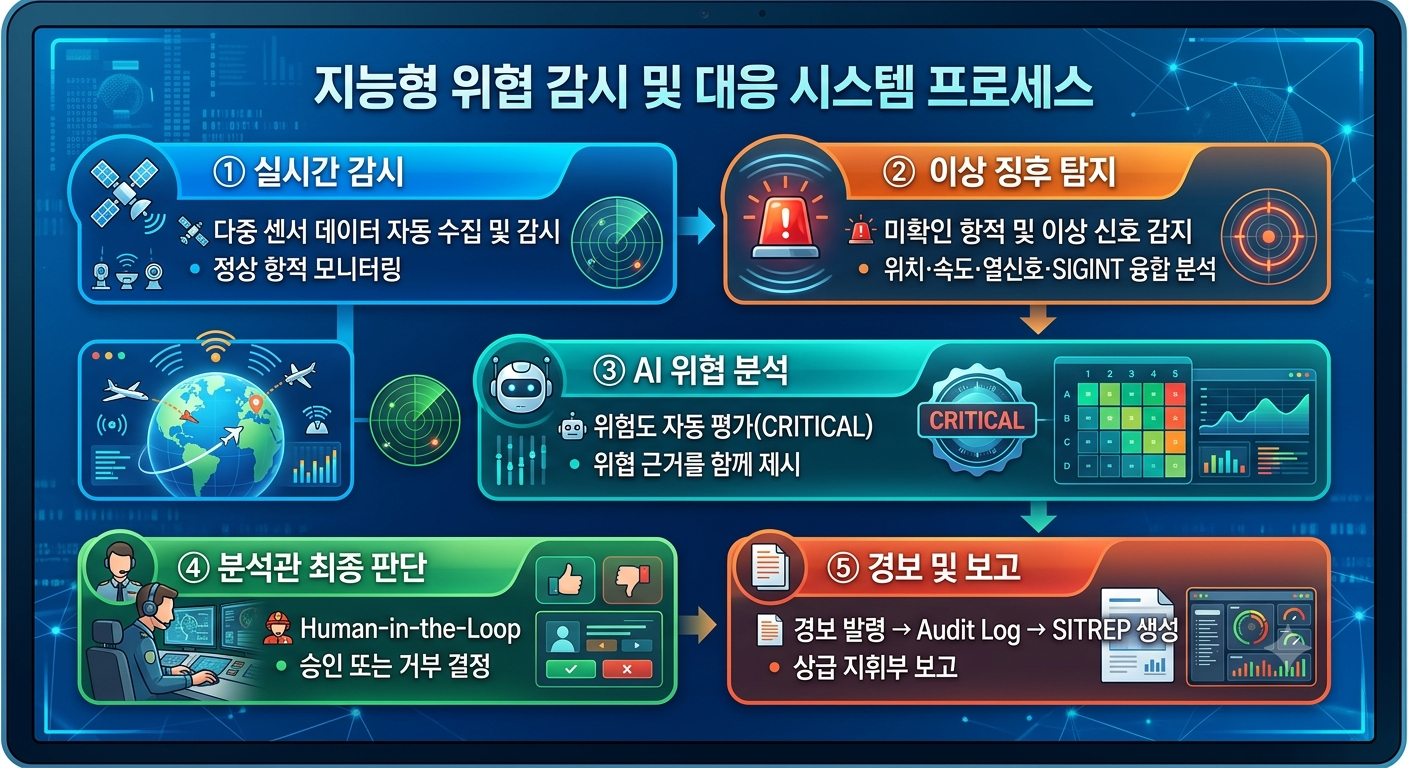 지능형 위협 감시 및 대응 시스템 프로세스
① 실시간 감시
다중 센서 데이터 자동 수집 및 감시
• 정상 항적 모니터링
② 이상 징후 탐지
미확인 항적 및 이상 신호 감지
• 위치·속도·열신호·SIGINT 융합 분석
③ AI 위협 분석
위험도 자동 평가(CRITICAL)
• 위협 근거를 함께 제시
CRITICAL
1 2 3 4 5
A
B
C
D
④ 분석관 최종 판단
Human-in-the-Loop
• 승인 또는 거부 결정
⑤ 경보 및 보고
경보 발령 → Audit Log → SITREP 생성
• 상급 지휘부 보고